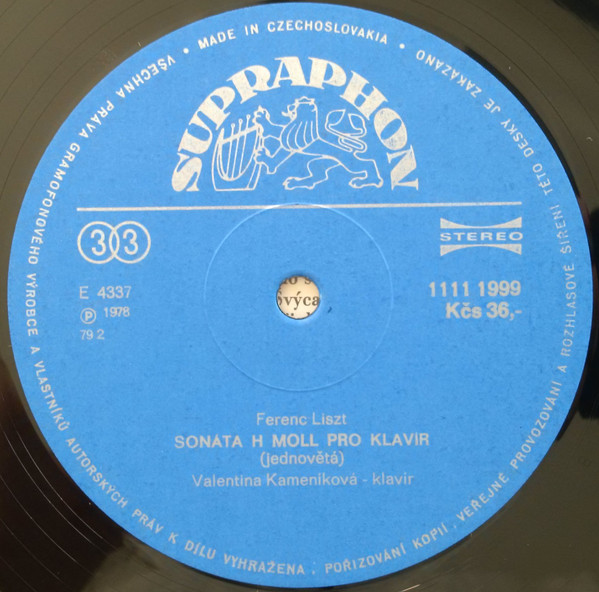 SUPRAPHON
33
STEREO
E 4337
Ⓟ 1978
79 2
1111 1999
Kčs 36,-
výca
Ferenc Liszt
SONATA H MOLL PRO KLAVIR
(jednovětá)
Valentina Kameníková - klavír
• MADE IN CZECHOSLOVAKIA •
VŠECHNA PRÁVA GRAMOFONOVÉHO VÝROBCE A VLASTNÍKŮ AUTORSKÝCH PRÁV K DÍLU VYHRAŽENA. POŘIZOVÁNÍ KOPIÍ, VEŘEJNÉ PROVOZOVÁNÍ A ROZHLASOVÉ ŠÍŘENÍ TÉTO DESKY JE ZAKÁZÁNO